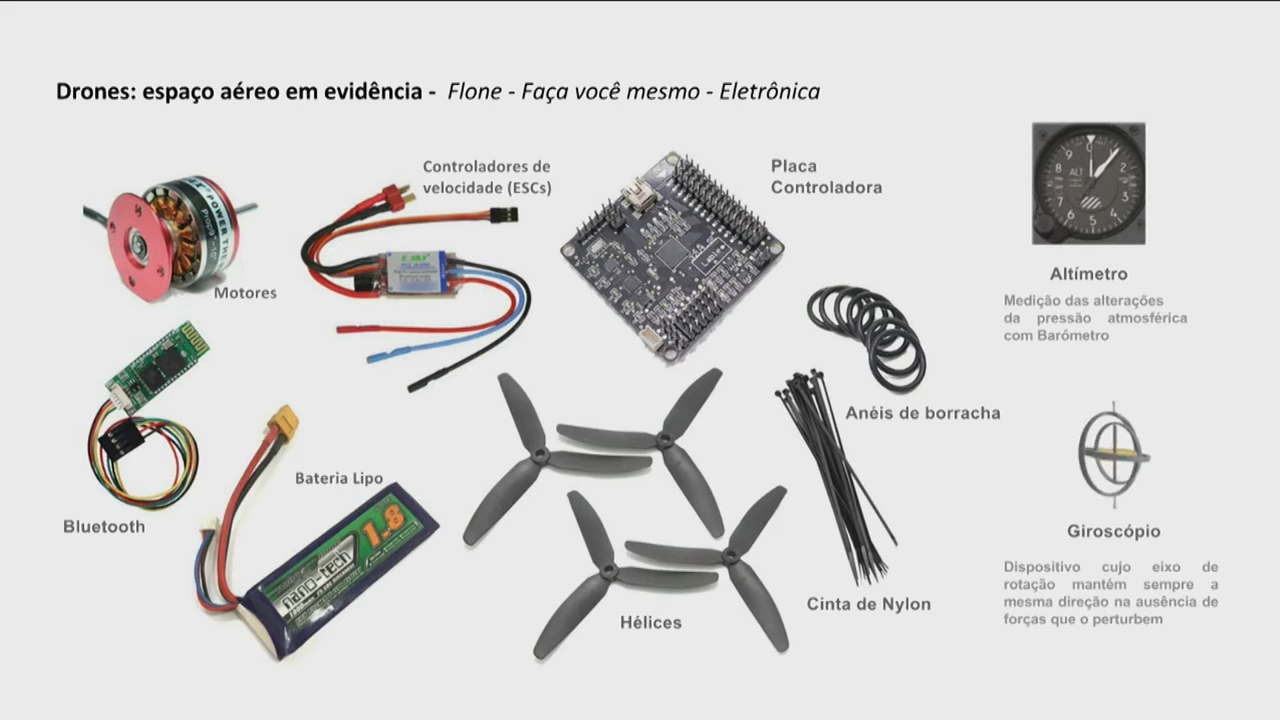 Drones: espaço aéreo em evidência - Flone - Faça você mesmo - Eletrônica
Controladores de
velocidade (ESCs)
Placa
Controladora
Motores
Altímetro
Medição das alterações
da pressão atmosférica
com Barômetro
ALT
Anéis de borracha
Bateria Lipo
Bluetooth
nano-tech
1.8
Giroscópio
Dispositivo cujo eixo de
rotação mantém sempre a
mesma direção na ausência de
forças que o perturbem
Cinta de Nylon
Hélices